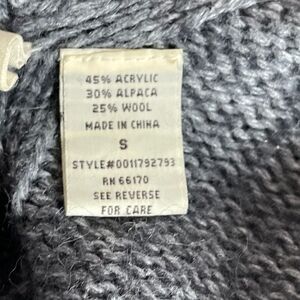 45% ACRYLIC
30% ALPACA
25% WOOL
MADE IN CHINA
S
STYLE#0011792793
RN 66170
SEE REVERSE
FOR CARE